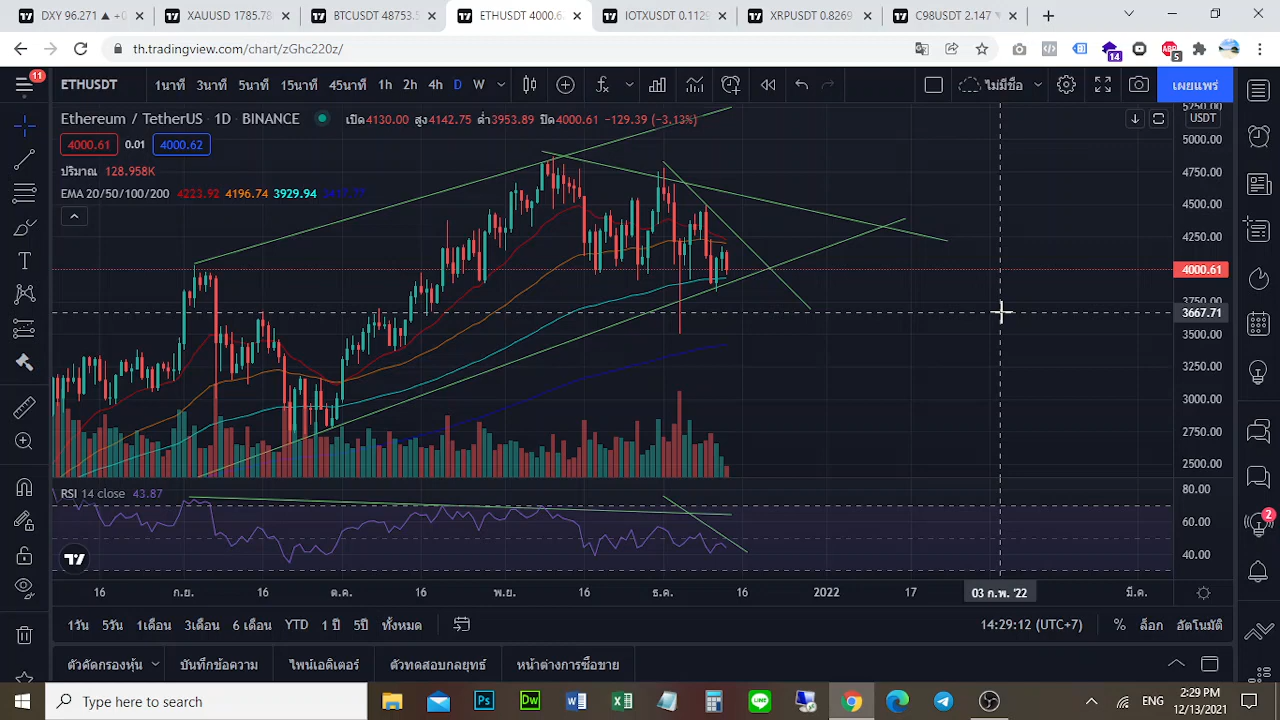 DXY 96.271 ▲ +0
XAUUSD 1785.78
BTCUSDT 48753.5
ETHUSDT 4000.6
IOTXUSDT 0.1129
XRPUSDT 0.8269
C98USDT 2.147 ▼
th.tradingview.com/chart/zGhc220z/
14
5
11
ETHUSDT
1นาที 3นาที 5นาที 15นาที 45นาที 1h 2h 4h D W
ไม่มีชื่อ
เผยแพร่
Ethereum / TetherUS · 1D · BINANCE
เปิด4130.00 สูง4142.75 ต่ำ3953.89 ปิด4000.61 −129.39 (−3.13%)
4000.61 0.01 4000.62
ปริมาณ 128.958K
EMA 20/50/100/200 4223.92 4196.74 3929.94
USDT
5250.00
5000.00
4750.00
4500.00
4250.00
4000.61
3750.00
3667.71
3500.00
3250.00
3000.00
2750.00
2500.00
RSI 14 close 43.87
80.00
60.00
40.00
16 ก.ย. 16 ต.ค. 16 พ.ย. 16 ธ.ค. 16 2022 17 03 ก.พ. '22 มี.ค.
1วัน 5วัน 1เดือน 3เดือน 6 เดือน YTD 1 ปี 5ปี ทั้งหมด
14:29:12 (UTC+7) % ล็อก อัตโนมัติ
ตัวคัดกรองหุ้น บันทึกข้อความ ไพน์เอดิเตอร์ ตัวทดสอบกลยุทธ์ หน้าต่างการซื้อขาย
2
Type here to search
Ps
Dw
LINE
ENG
2:29 PM
12/13/2021